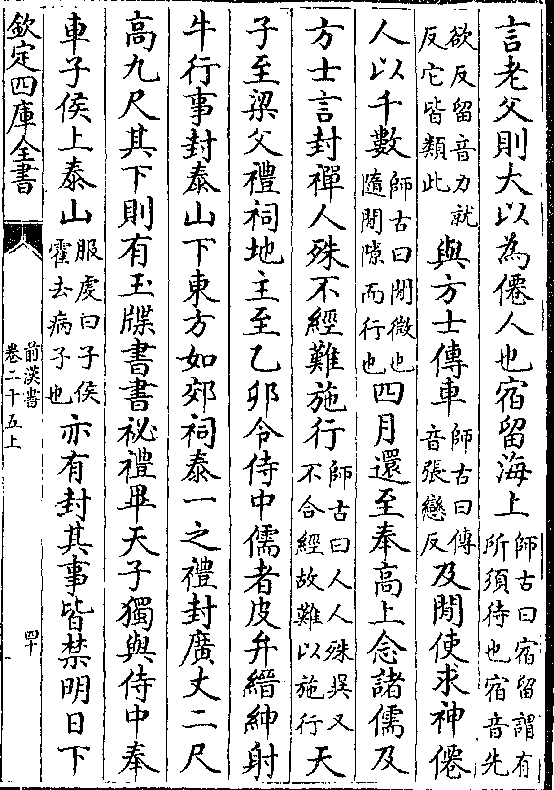 言老父則大以為僊人也宿留海上師古曰宿留謂有所須待也宿音先
欲反留音力就反它皆類此與方士傳車師古曰傳音張戀反及間使求神僊
人以千數師古曰間微也隨間隙而行也四月還至奉高上念諸儒及
方士言封禪人殊不經難施行師古曰人人殊異又不合經故難以施行天
子至梁父禮祠地主至乙卯令侍中儒者皮弁縉紳射
牛行事封泰山下東方如郊祠泰一之禮封廣丈二尺
高九尺其下則有玉牒書書祕禮畢天子獨與侍中奉
車子侯上泰山服虔曰子侯霍去病子也亦有封其事皆禁明日下
欽定四庫全書
前漢書
卷二十五上
四十